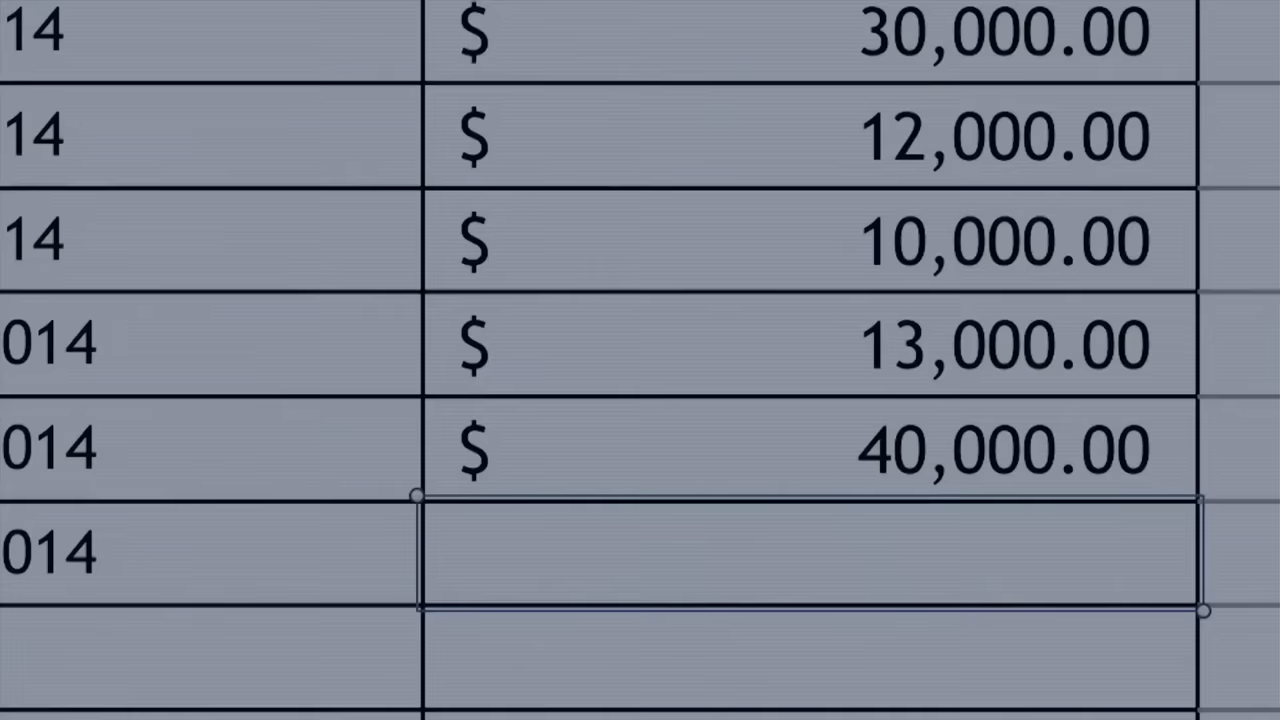 14 $ 30,000.00
14 $ 12,000.00
14 $ 10,000.00
014 $ 13,000.00
014 $ 40,000.00
014